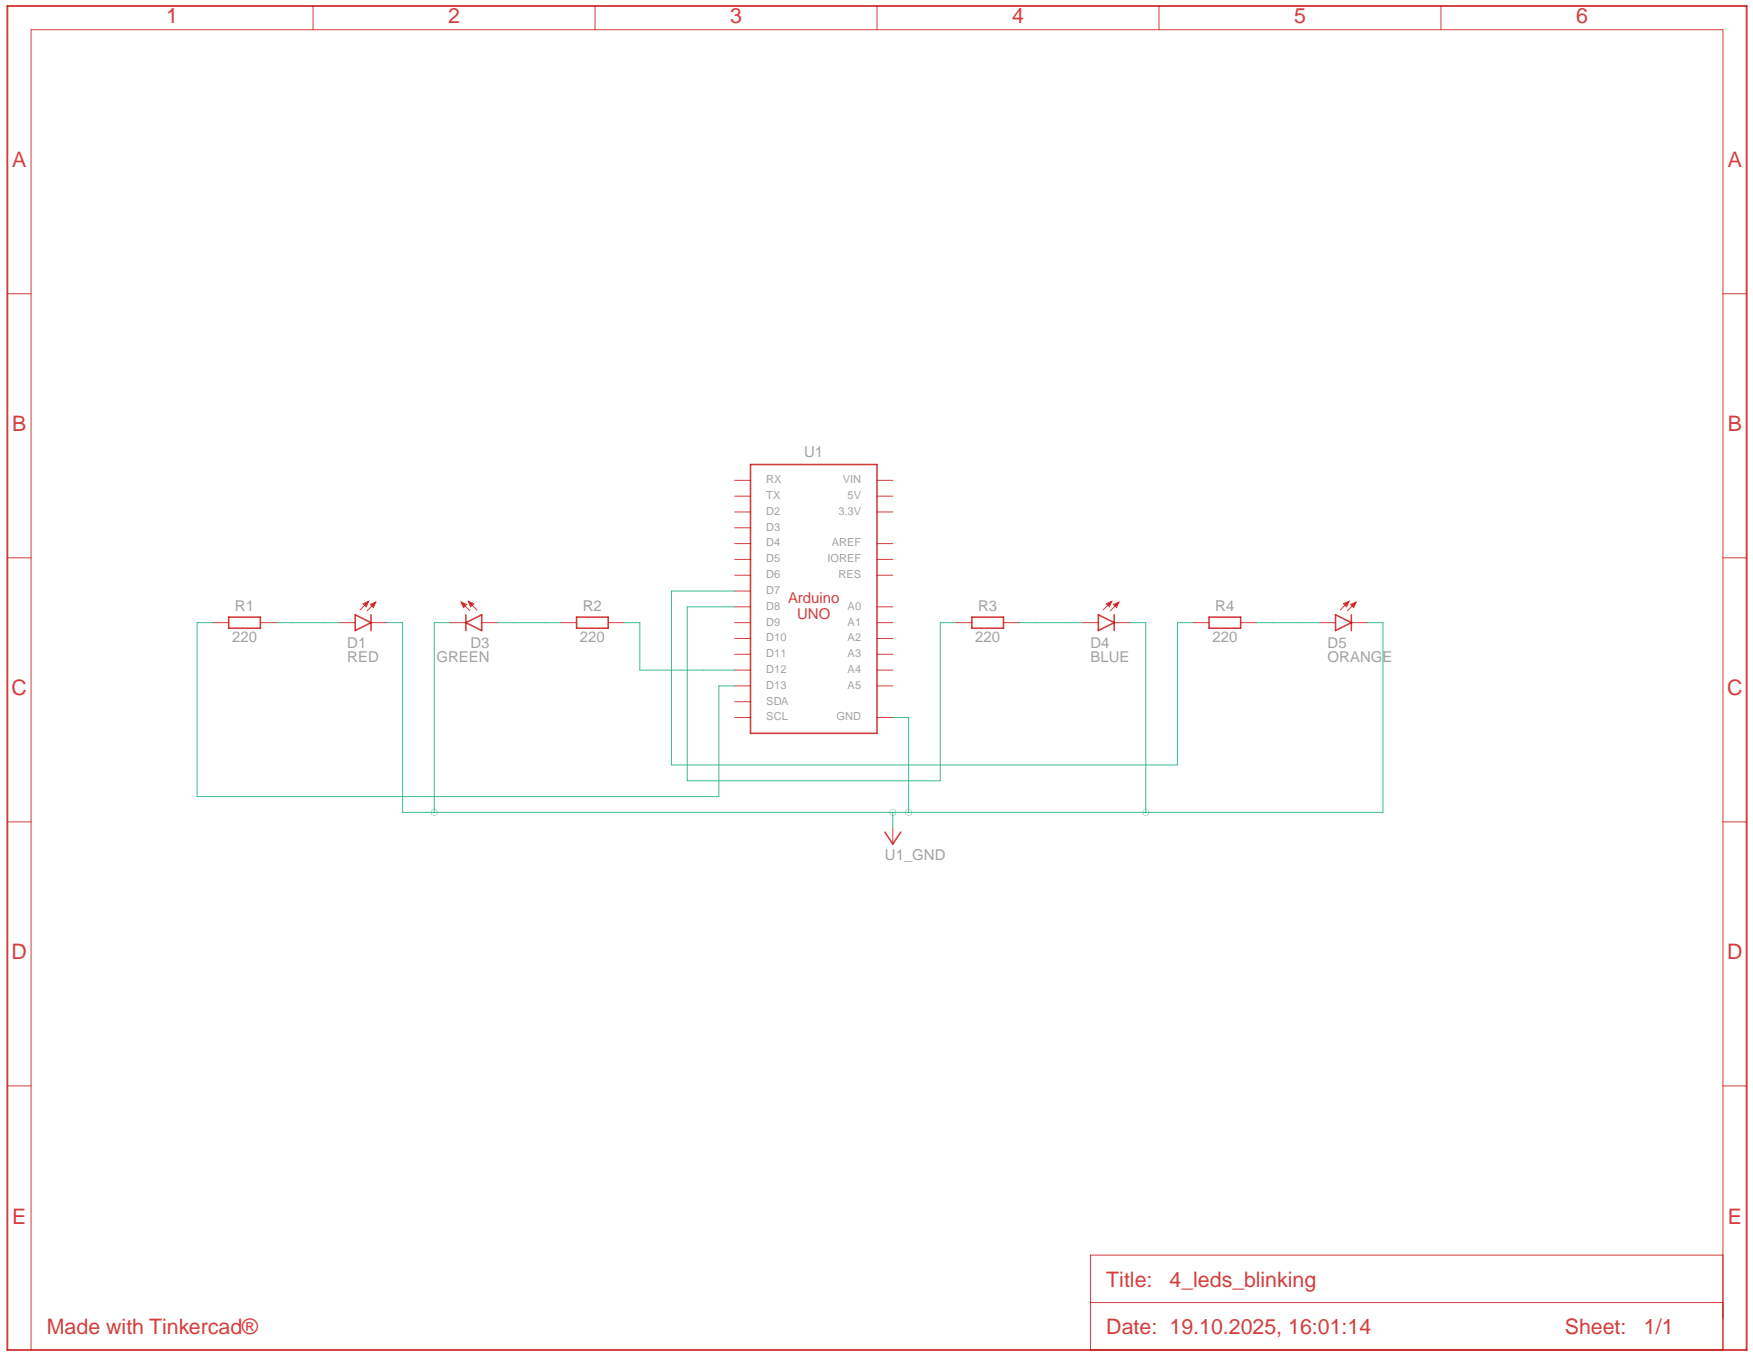 1 2 3 4 5 6
A A
B B
U1
RX VIN
TX 5V
D2 3.3V
D3
D4 AREF
D5 IOREF
D6 RES
D7
Arduino
D8 A0
UNO
D9 A1
D10 A2
D11 A3
D12 A4
D13 A5
SDA
SCL GND
R1
220
D1
RED
D3
GREEN
R2
220
R3
220
D4
BLUE
R4
220
D5
ORANGE
C C
U1_GND
D D
E E
Title: 4_leds_blinking
Made with Tinkercad®
Date: 19.10.2025, 16:01:14 Sheet: 1/1